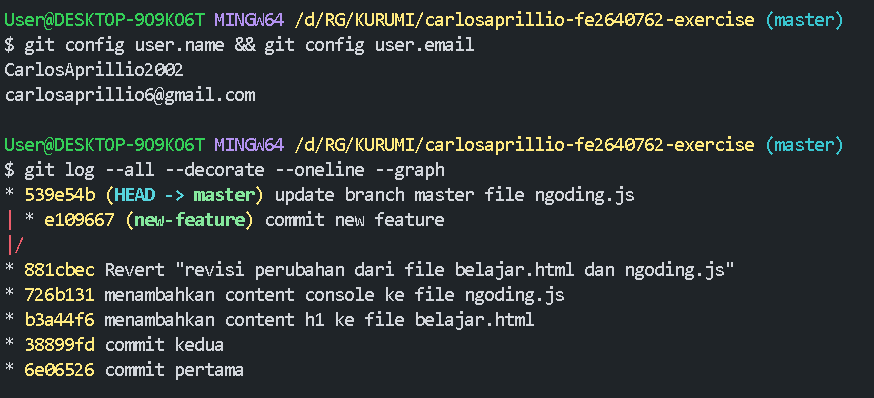 User@DESKTOP-9O9KO6T MINGW64 /d/RG/KURUMI/carlosaprillio-fe2640762-exercise (master)
$ git config user.name && git config user.email
CarlosAprillio2002
carlosaprillio6@gmail.com

User@DESKTOP-9O9KO6T MINGW64 /d/RG/KURUMI/carlosaprillio-fe2640762-exercise (master)
$ git log --all --decorate --oneline --graph
* 539e54b (HEAD -> master) update branch master file ngoding.js
| * e109667 (new-feature) commit new feature
|/
* 881cbec Revert "revisi perubahan dari file belajar.html dan ngoding.js"
* 726b131 menambahkan content console ke file ngoding.js
* b3a44f6 menambahkan content h1 ke file belajar.html
* 38899fd commit kedua
* 6e06526 commit pertama